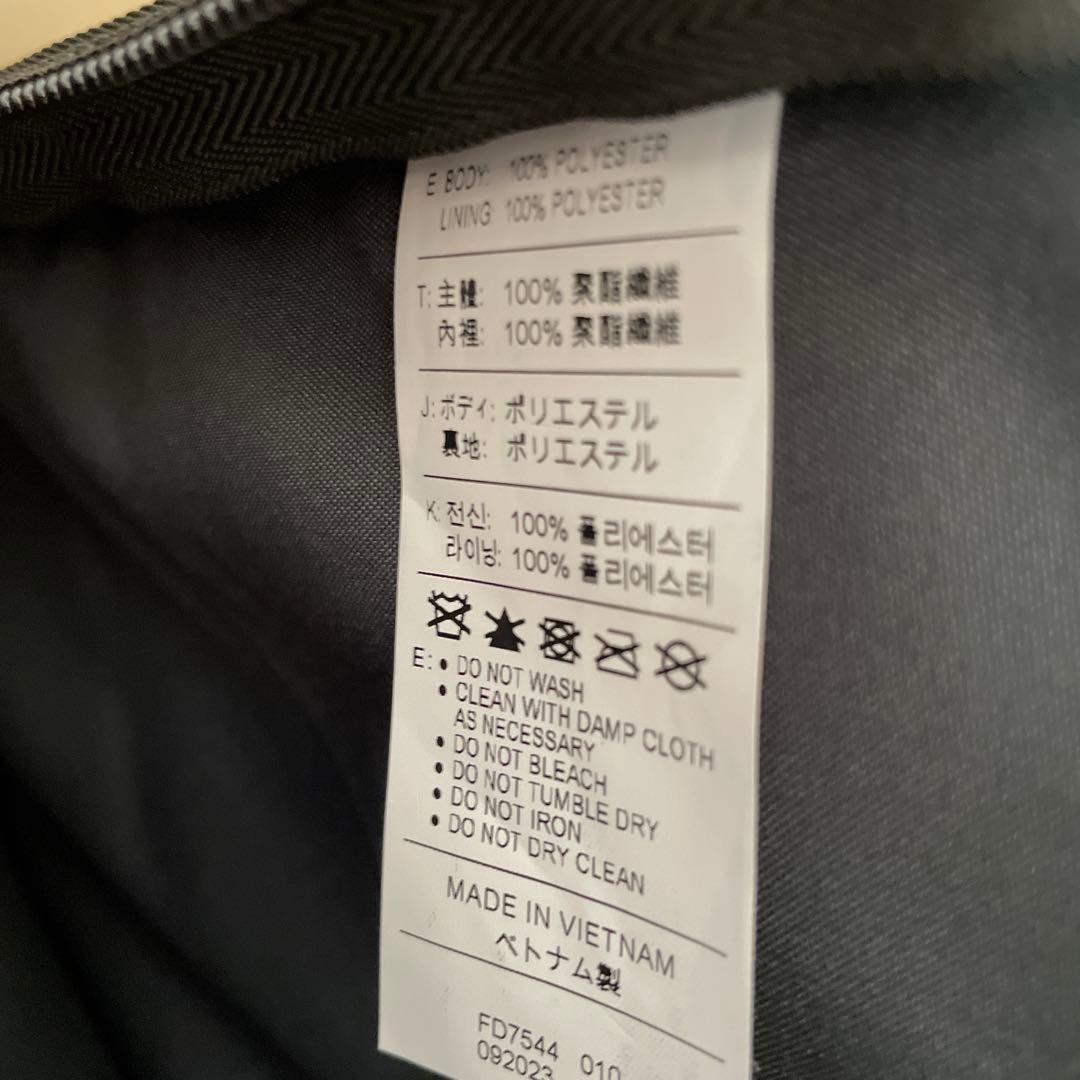 E BODY: 100% POLYESTER
LINING: 100% POLYESTER
T: 主體: 100% 聚酯纖維
內裡: 100% 聚酯纖維
J: ボディ: ポリエステル
裏地: ポリエステル
K: 전신: 100% 폴리에스터
라이닝: 100% 폴리에스터
E: • DO NOT WASH
• CLEAN WITH DAMP CLOTH
AS NECESSARY
• DO NOT BLEACH
• DO NOT TUMBLE DRY
• DO NOT IRON
• DO NOT DRY CLEAN
MADE IN VIETNAM
ベトナム製
FD7544 010
092023